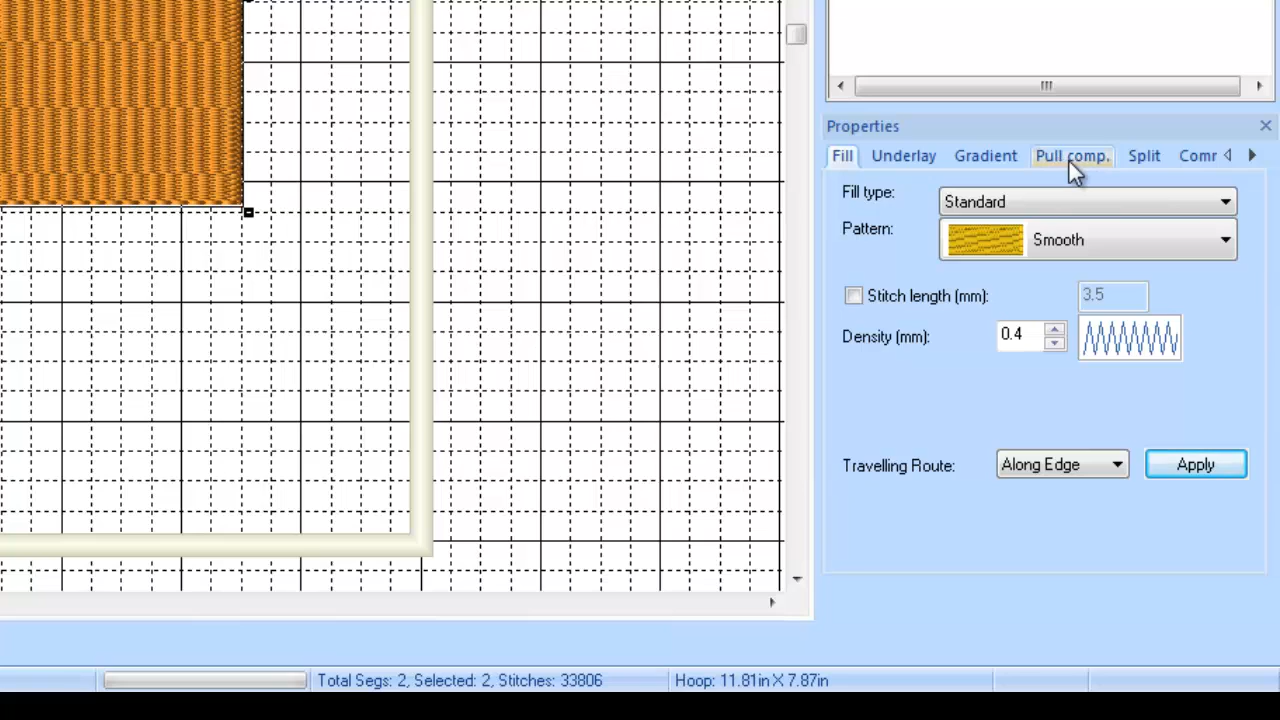 Properties
Fill Underlay Gradient Pull comp. Split Comr
Fill type: Standard
Pattern: Smooth
Stitch length (mm): 3.5
Density (mm): 0.4
Travelling Route: Along Edge Apply
Total Segs: 2, Selected: 2, Stitches: 33806 Hoop: 11.81in X 7.87in